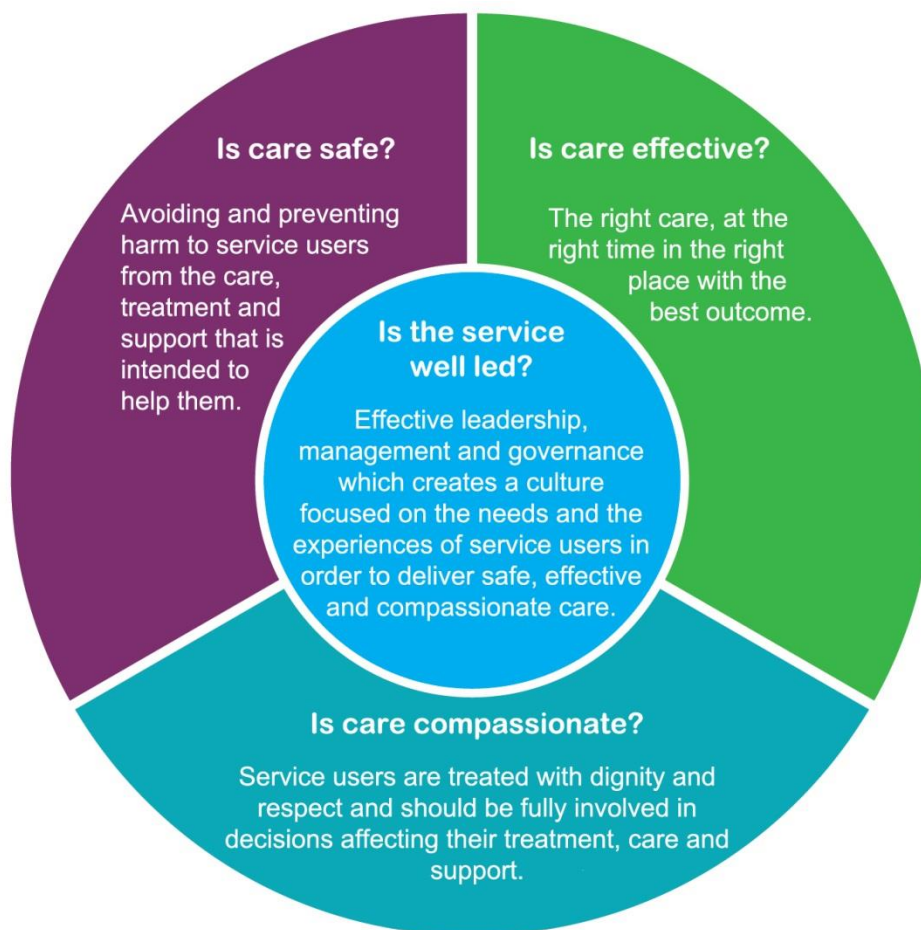 Is care safe?
Avoiding and preventing
harm to service users
from the care,
treatment and
support that is
intended to
help them.
Is care effective?
The right care, at the
right time in the right
place with the
best outcome.
Is the service
well led?
Effective leadership,
management and governance
which creates a culture
focused on the needs and the
experiences of service users in
order to deliver safe, effective
and compassionate care.
Is care compassionate?
Service users are treated with dignity and
respect and should be fully involved in
decisions affecting their treatment, care and
support.